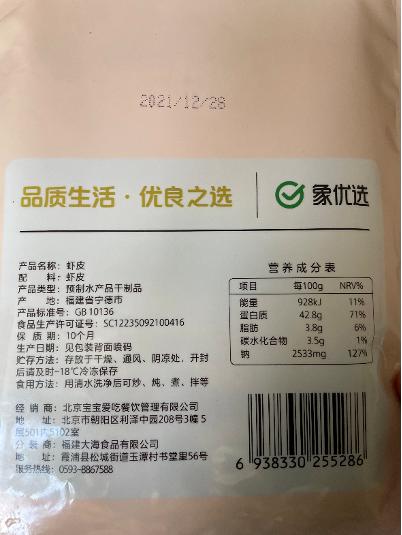 2021/12/28
品质生活·优良之选
象优选
产品名称：虾皮
配　　料：虾皮
产品类型：预制水产品干制品
产　　地：福建省宁德市
产品标准号：GB 10136
食品生产许可证号：SC12235092100416
保 质 期：10个月
生产日期：见包装背面喷码
贮存方法：存放于干燥、通风、阴凉处，开封
后请及时-18℃冷冻保存
食用方法：用清水洗净后可炒、炖、煮、拌等
营养成分表
项目 每100g NRV%
能量 928kJ 11%
蛋白质 42.8g 71%
脂肪 3.8g 6%
碳水化合物 3.5g 1%
钠 2533mg 127%
经 销 商：北京宝宝爱吃餐饮管理有限公司
地　　址：北京市朝阳区利泽中园208号3幢5
层501内5102室
分 装 商：福建大海食品有限公司
地　　址：霞浦县松城街道玉潭村书堂里56号
服务热线：0593-8867588
6 938330 255286